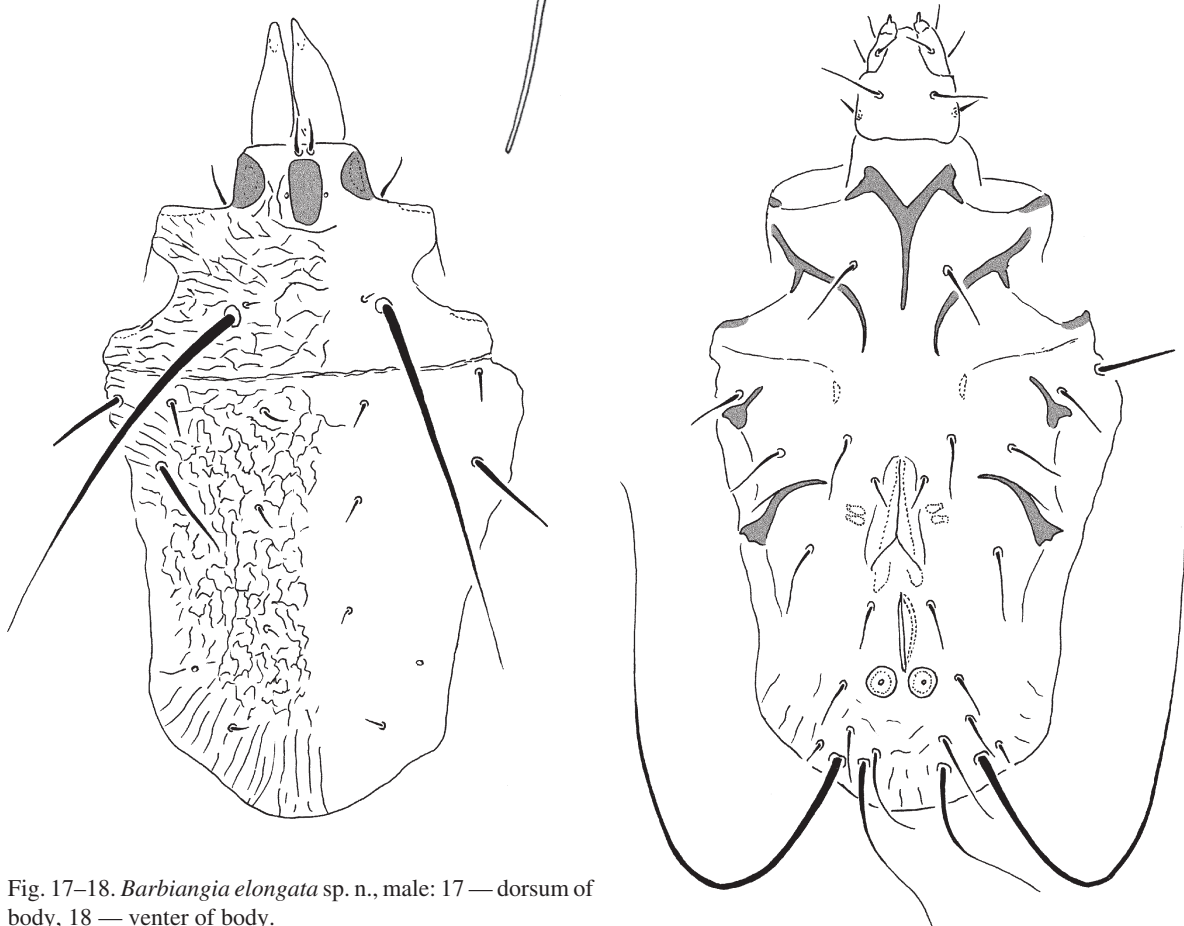 Fig. 17–18. Barbiangia elongata sp. n., male: 17 — dorsum of
body, 18 — venter of body.